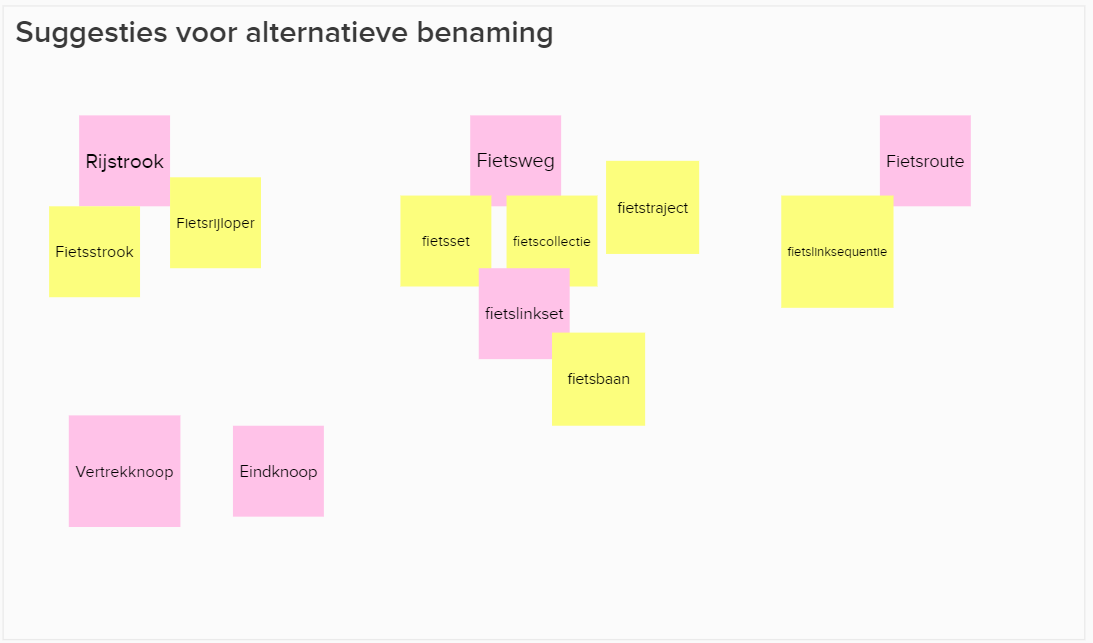 Suggesties voor alternatieve benaming
Rijstrook
Fietsrijloper
Fietsstrook
Fietsweg
fietstraject
fietsset
fietscollectie
fietslinkset
fietsbaan
Fietsroute
fietslinksequentie
Vertrekknoop
Eindknoop